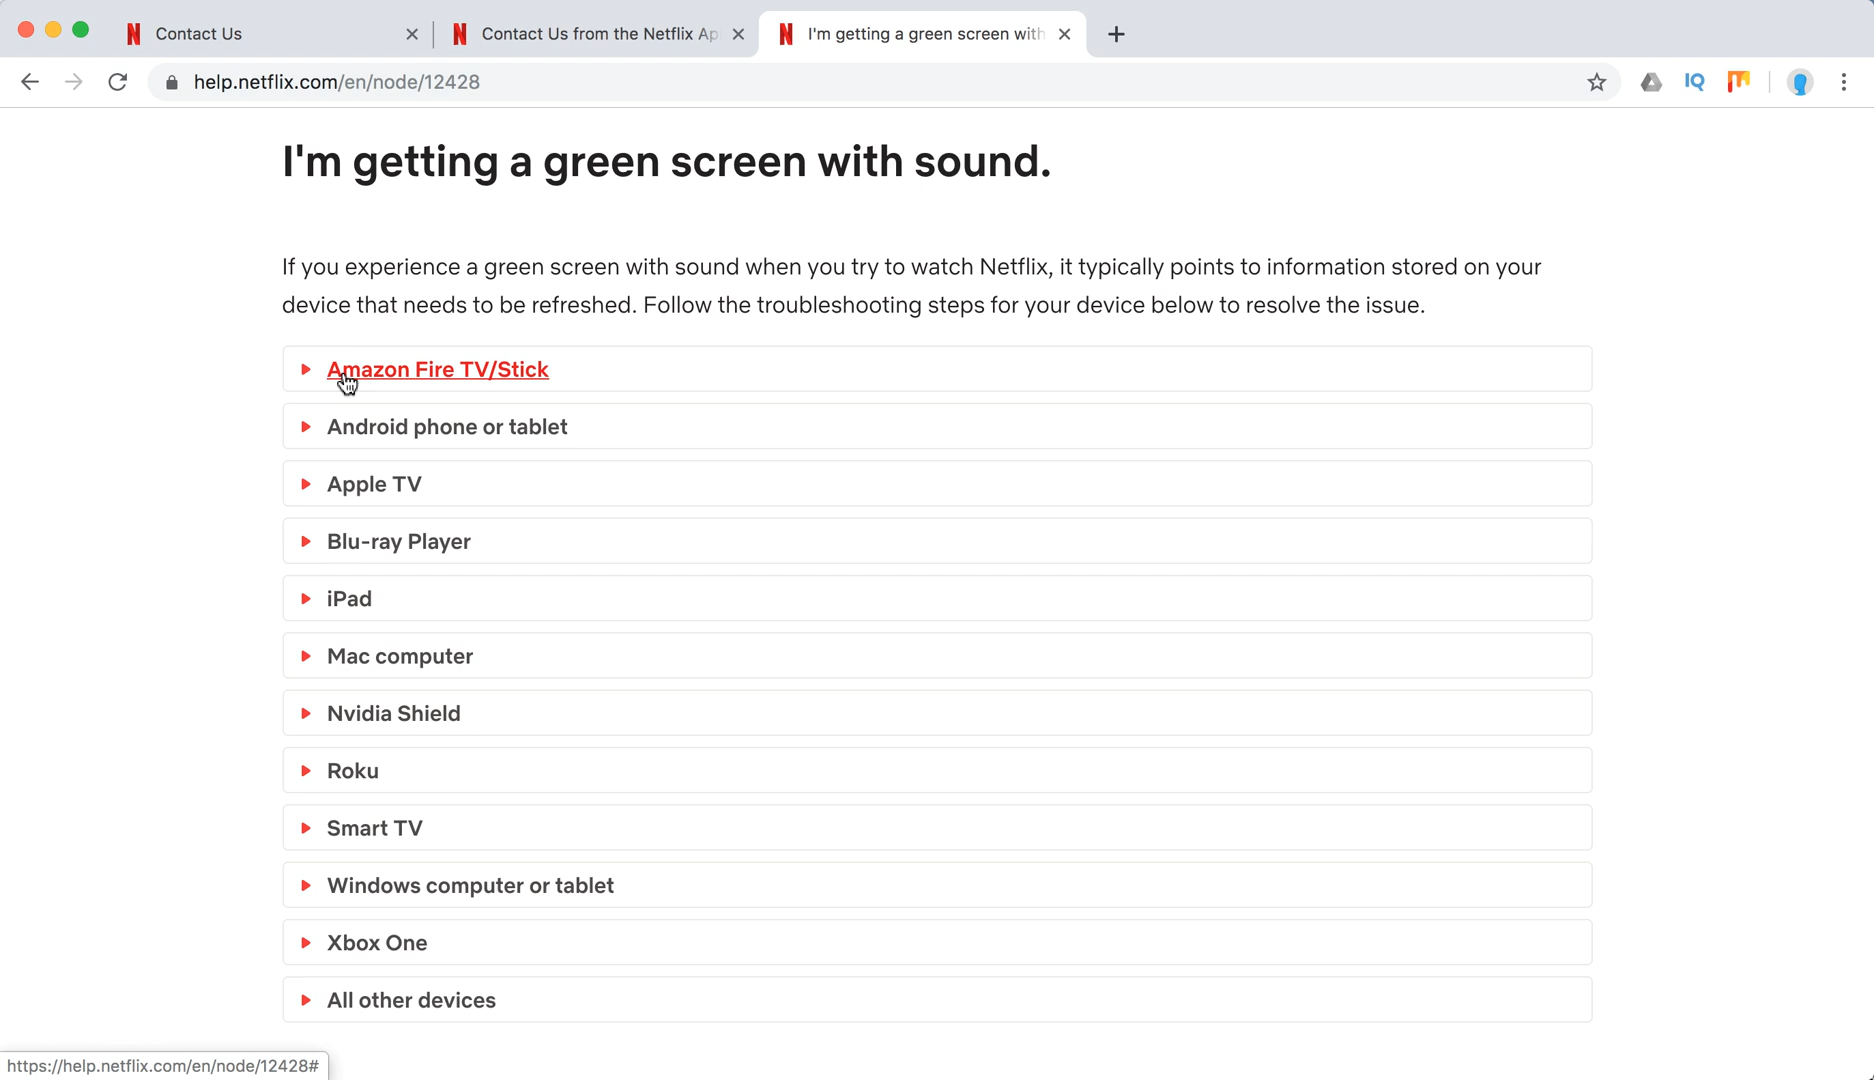 Contact Us
Contact Us from the Netflix Ap
I'm getting a green screen with
help.netflix.com/en/node/12428
IQ
I'm getting a green screen with sound.
If you experience a green screen with sound when you try to watch Netflix, it typically points to information stored on your
device that needs to be refreshed. Follow the troubleshooting steps for your device below to resolve the issue.
Amazon Fire TV/Stick
Android phone or tablet
Apple TV
Blu-ray Player
iPad
Mac computer
Nvidia Shield
Roku
Smart TV
Windows computer or tablet
Xbox One
All other devices
https://help.netflix.com/en/node/12428#